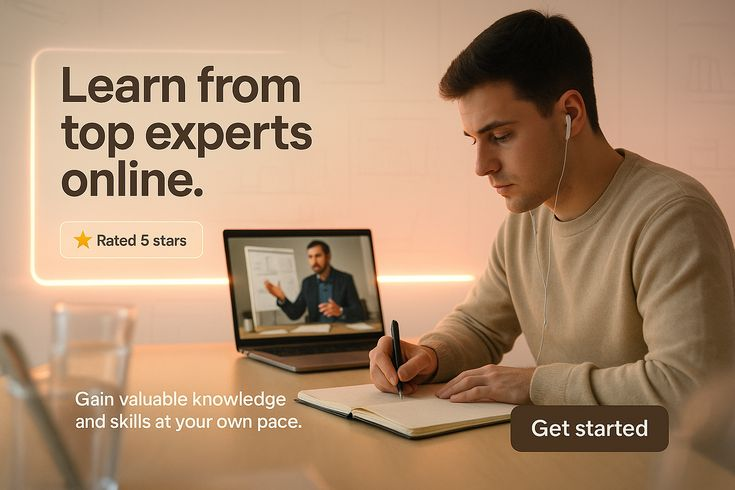 Learn from
top experts
online.
Rated 5 stars
Gain valuable knowledge
and skills at your own pace.
Get started